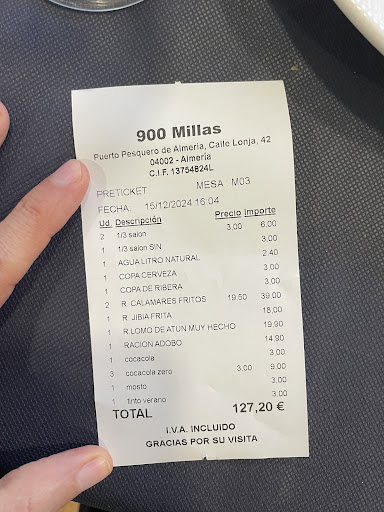 900 Millas
Puerto Pesquero de Almeria, Calle Lonja, 42
04002 - Almeria
C.I.F. 13754824L
PRETICKET MESA M03
FECHA 15/12/2024 16:04
Ud. Descripción Precio Importe
2 1/3 salon 3,00 6,00
1 1/3 salon SIN 3,00
1 AGUA LITRO NATURAL 2,40
1 COPA CERVEZA 3,00
1 COPA DE RIBERA 3,00
2 R. CALAMARES FRITOS 19,50 39,00
1 R. JIBIA FRITA 18,00
1 R LOMO DE ATUN MUY HECHO 19,90
1 RACION ADOBO 14,90
1 cocacola 3,00
3 cocacola zero 3,00 9,00
1 mosto 3,00
1 tinto verano 3,00
TOTAL 127,20 €
I.V.A. INCLUIDO
GRACIAS POR SU VISITA